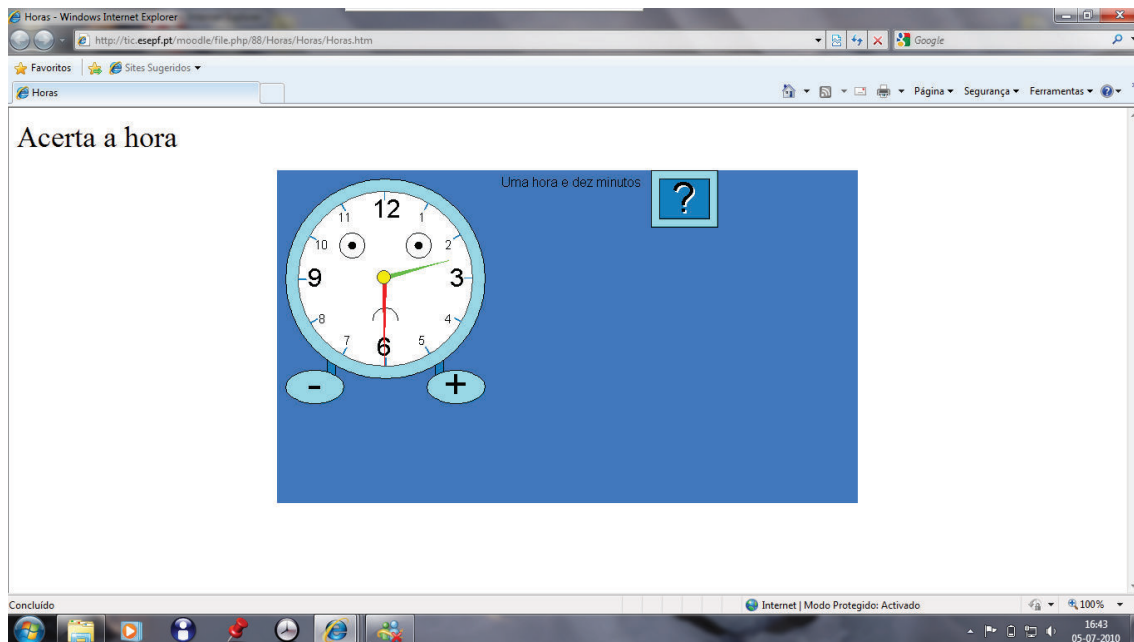 Horas - Windows Internet Explorer
http://tic.esepf.pt/moodle/file.php/88/Horas/Horas/Horas.htm
Google
Favoritos
Sites Sugeridos
Horas
Página
Segurança
Ferramentas
Acerta a hora
Uma hora e dez minutos
?
12
11
1
10
2
9
3
8
4
7
5
6
-
+
Concluído
Internet | Modo Protegido: Activado
100%
16:43
05-07-2010